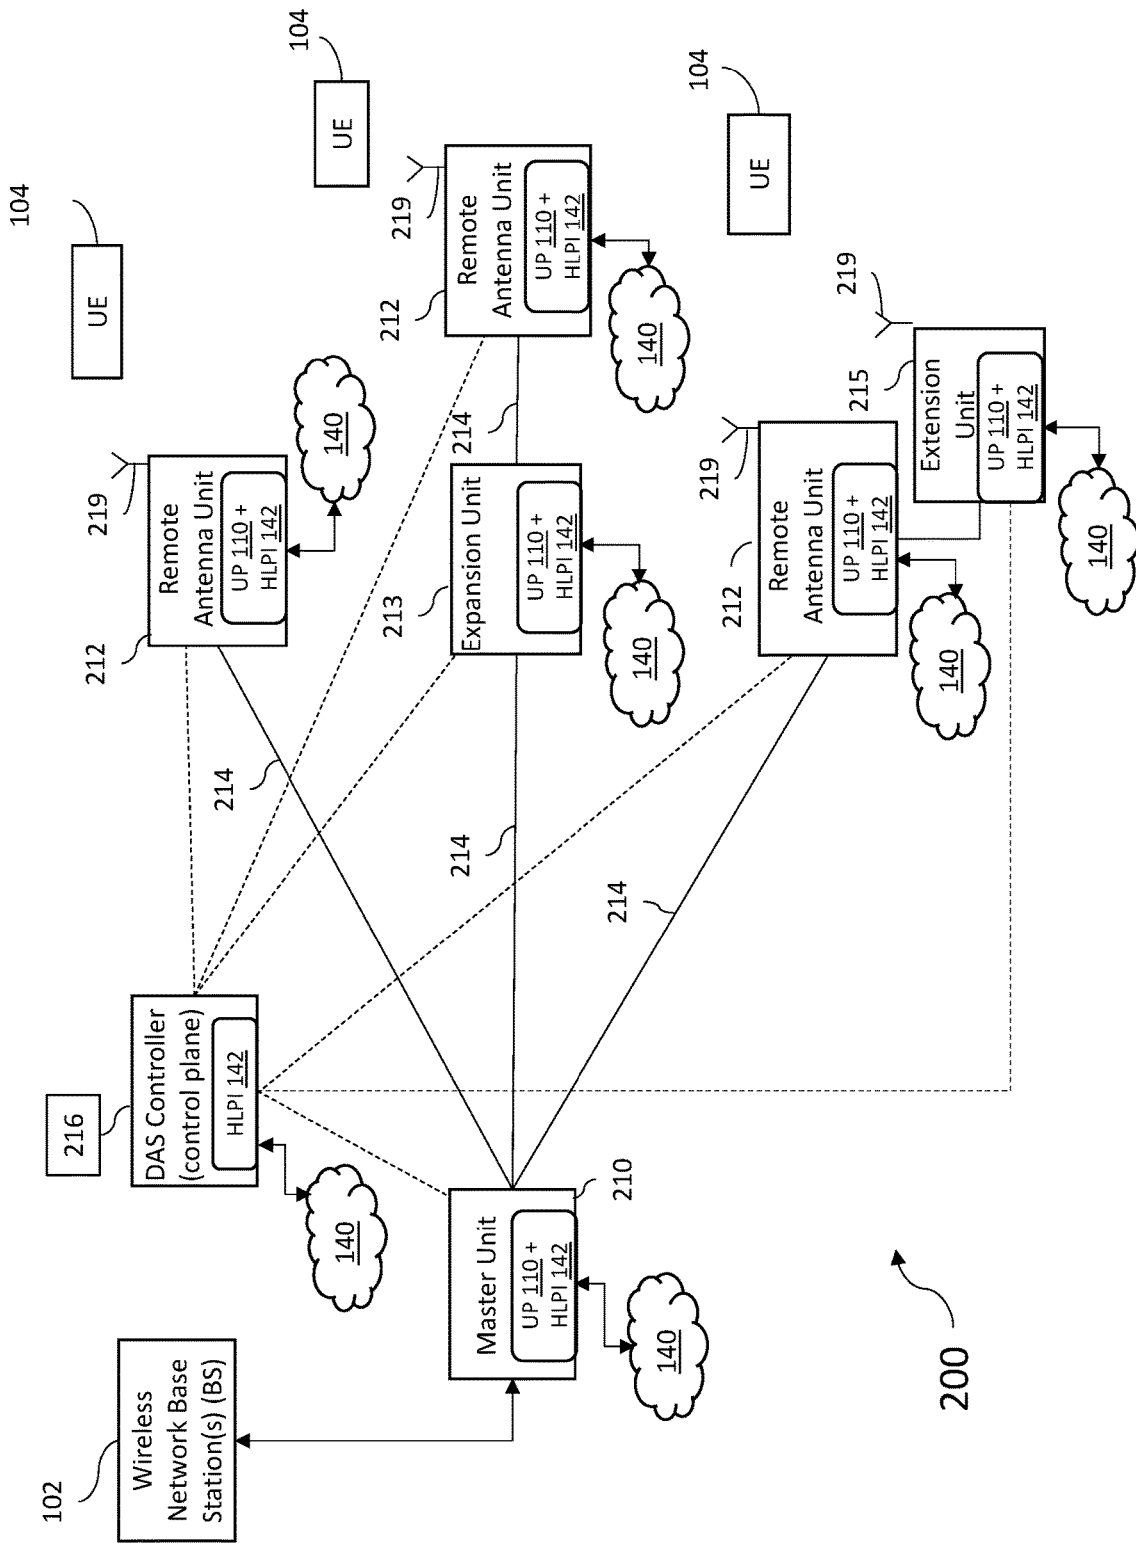 102
Wireless
Network Base
Station(s) (BS)
216
DAS Controller
(control plane)
HLPI 142
140
Master Unit
UP 110 +
HLPI 142
210
140
200
214
214
214
212
Remote
Antenna Unit
UP 110 +
HLPI 142
219
140
213
Expansion Unit
UP 110 +
HLPI 142
140
214
212
Remote
Antenna Unit
UP 110 +
HLPI 142
219
140
212
Remote
Antenna Unit
UP 110 +
HLPI 142
219
140
215
Extension
Unit
UP 110 +
HLPI 142
219
140
104
UE
104
UE
104
UE